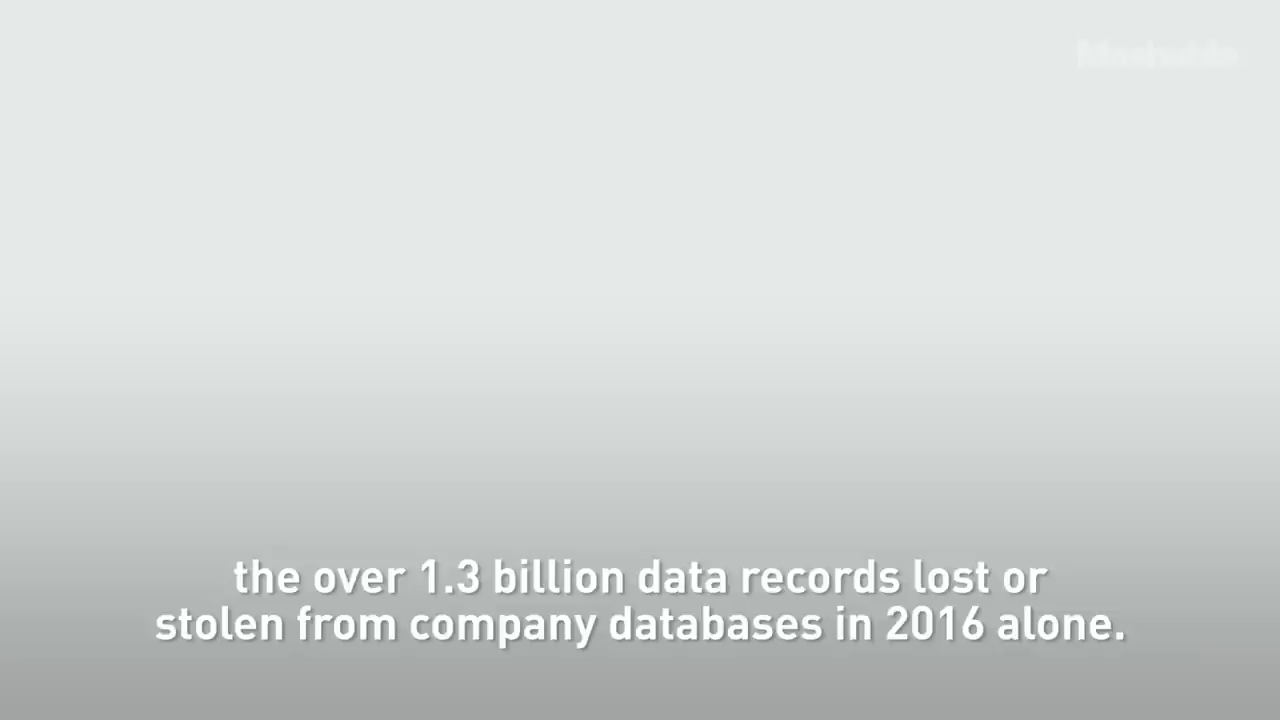 the over 1.3 billion data records lost or
stolen from company databases in 2016 alone.